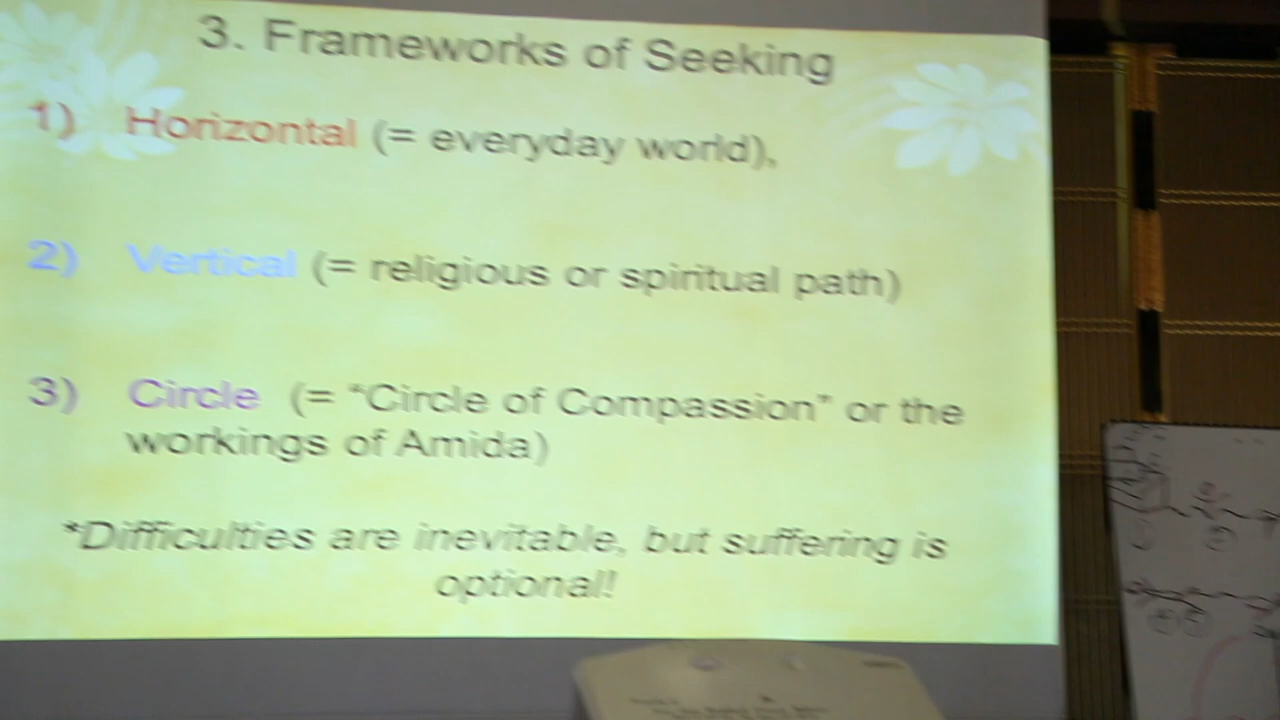 3. Frameworks of Seeking
1) Horizontal (= everyday world),
2) Vertical (= religious or spiritual path)
3) Circle (= “Circle of Compassion” or the
workings of Amida)
*Difficulties are inevitable, but suffering is
optional!